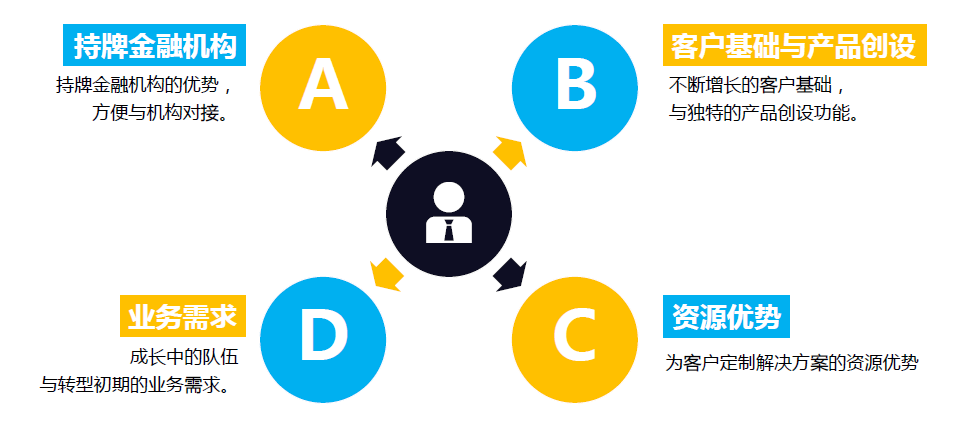 持牌金融机构
持牌金融机构的优势，
方便与机构对接。
A
B
客户基础与产品创设
不断增长的客户基础，
与独特的产品创设功能。
业务需求
成长中的队伍
与转型初期的业务需求。
D
C
资源优势
为客户定制解决方案的资源优势